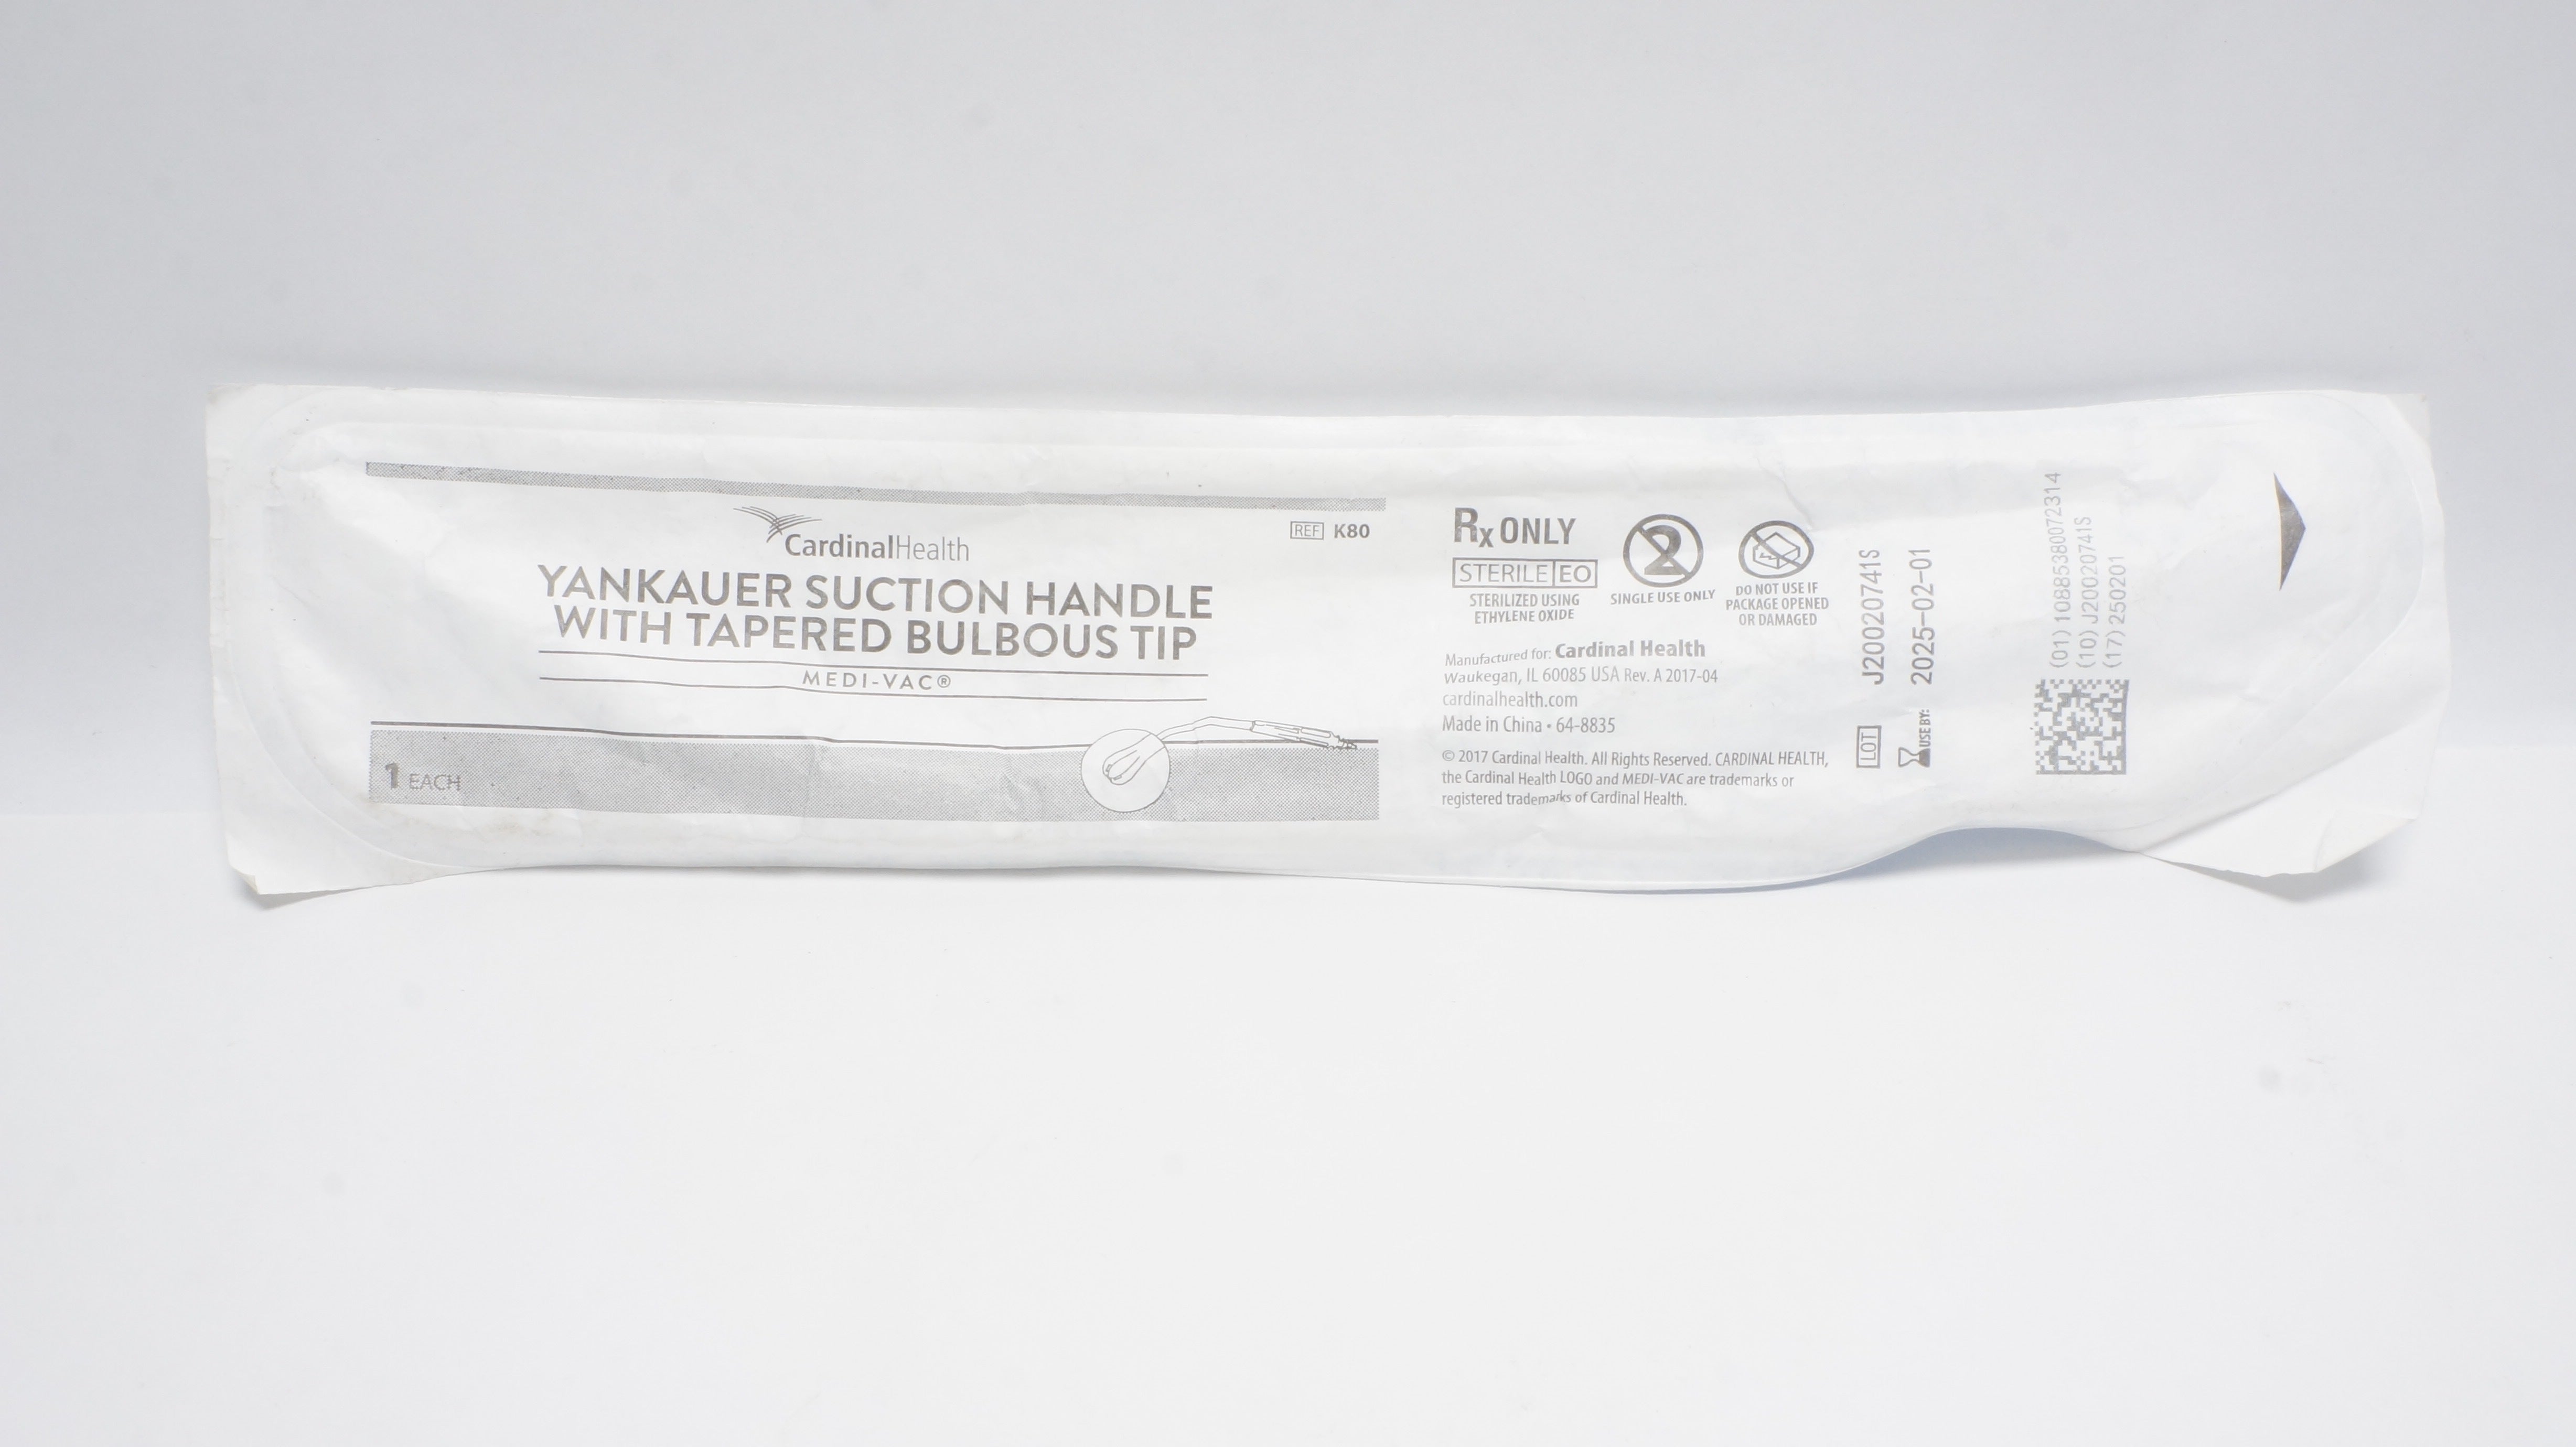 CardinalHealth
REF K80
YANKAUER SUCTION HANDLE
WITH TAPERED BULBOUS TIP
MEDI-VAC®
1 EACH
Rx ONLY
STERILE EO
STERILIZED USING
ETHYLENE OXIDE
2
SINGLE USE ONLY
DO NOT USE IF
PACKAGE OPENED
OR DAMAGED
Manufactured for: Cardinal Health
Waukegan, IL 60085 USA Rev. A 2017-04
cardinalhealth.com
Made in China • 64-8835
© 2017 Cardinal Health. All Rights Reserved. CARDINAL HEALTH,
the Cardinal Health LOGO and MEDI-VAC are trademarks or
registered trademarks of Cardinal Health.
LOT J20020741S
USE BY: 2025-02-01
(01) 10885380072314
(10) J20020741S
(17) 250201